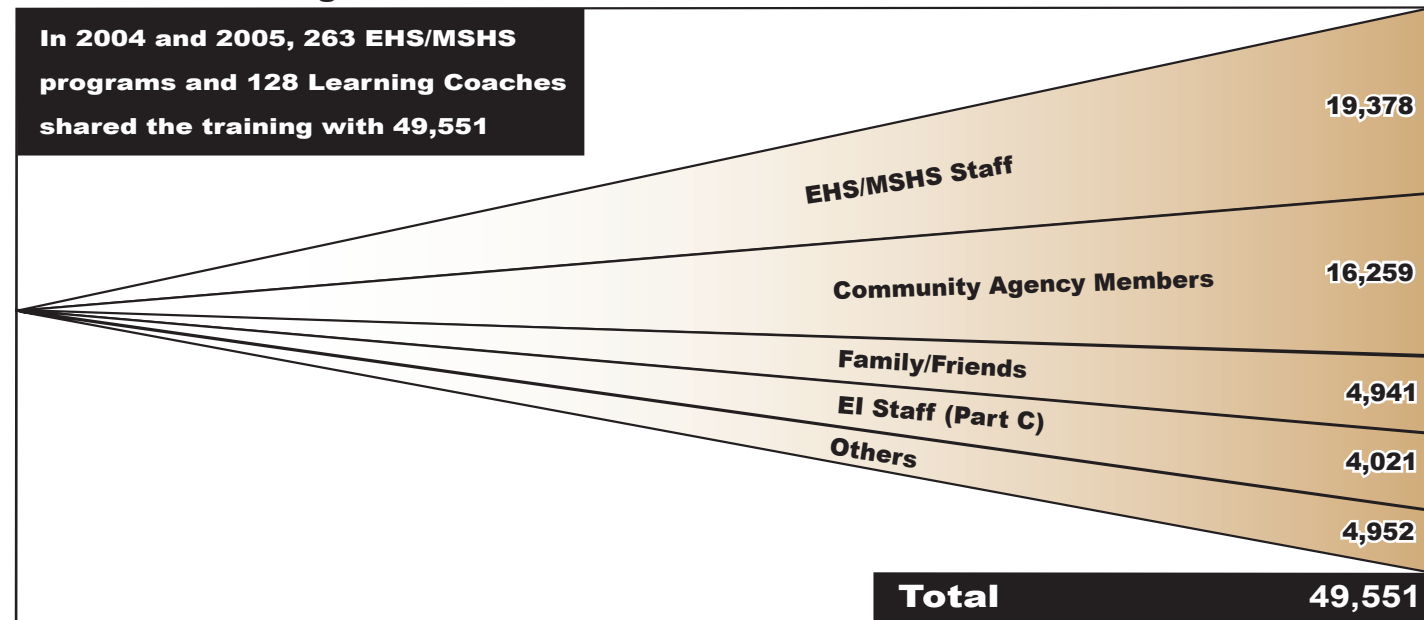 In 2004 and 2005, 263 EHS/MSHS
programs and 128 Learning Coaches
shared the training with 49,551
EHS/MSHS Staff 19,378
Community Agency Members 16,259
Family/Friends 4,941
EI Staff (Part C) 4,021
Others 4,952
Total 49,551